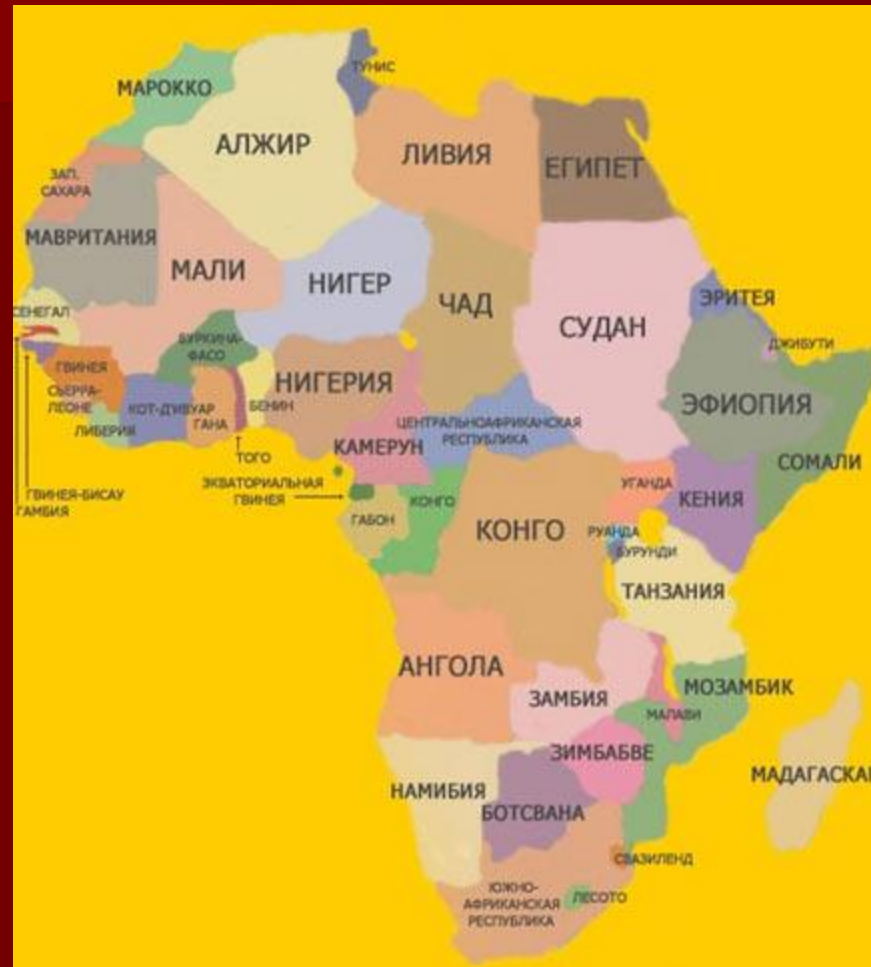 ТУНИС
МАРОККО
АЛЖИР
ЛИВИЯ
ЕГИПЕТ
ЗАП.
САХАРА
МАВРИТАНИЯ
МАЛИ
НИГЕР
ЧАД
СУДАН
ЭРИТЕЯ
СЕНЕГАЛ
ДЖИБУТИ
БУРКИНА-
ФАСО
ГВИНЕЯ
НИГЕРИЯ
ЭФИОПИЯ
СЬЕРРА-
ЛЕОНЕ
КОТ-Д'ИВУАР
ГАНА
БЕНИН
ЛИБЕРИЯ
ЦЕНТРАЛЬНОАФРИКАНСКАЯ
РЕСПУБЛИКА
КАМЕРУН
ТОГО
СОМАЛИ
ЭКВАТОРИАЛЬНАЯ
ГВИНЕЯ
УГАНДА
КЕНИЯ
ГВИНЕЯ-БИСАУ
ГАМБИЯ
КОНГО
ГАБОН
КОНГО
РУАНДА
БУРУНДИ
ТАНЗАНИЯ
АНГОЛА
ЗАМБИЯ
МОЗАМБИК
МАЛАВИ
ЗИМБАБВЕ
МАДАГАСКАР
НАМИБИЯ
БОТСВАНА
СВАЗИЛЕНД
ЮЖНО-
АФРИКАНСКАЯ
РЕСПУБЛИКА
ЛЕСОТО